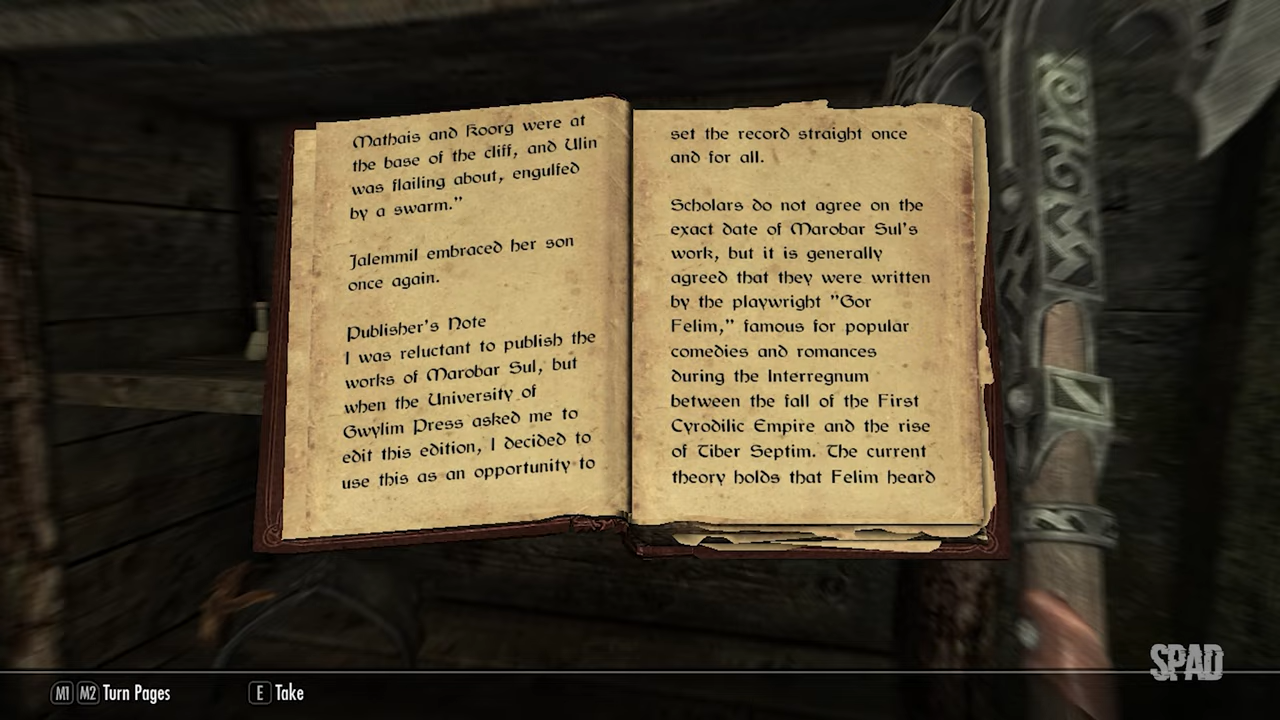 Mathais and Koorg were at
the base of the cliff, and Ulin
was flailing about, engulfed
by a swarm."
Jalemmil embraced her son
once again.
Publisher's Note
I was reluctant to publish the
works of Marobar Sul, but
when the University of
Gwylim Press asked me to
edit this edition, I decided to
use this as an opportunity to
set the record straight once
and for all.
Scholars do not agree on the
exact date of Marobar Sul's
work, but it is generally
agreed that they were written
by the playwright "Gor
Felim," famous for popular
comedies and romances
during the Interregnum
between the fall of the First
Cyrodilic Empire and the rise
of Tiber Septim. The current
theory holds that Felim heard
SPAD
M1 M2 Turn Pages E Take